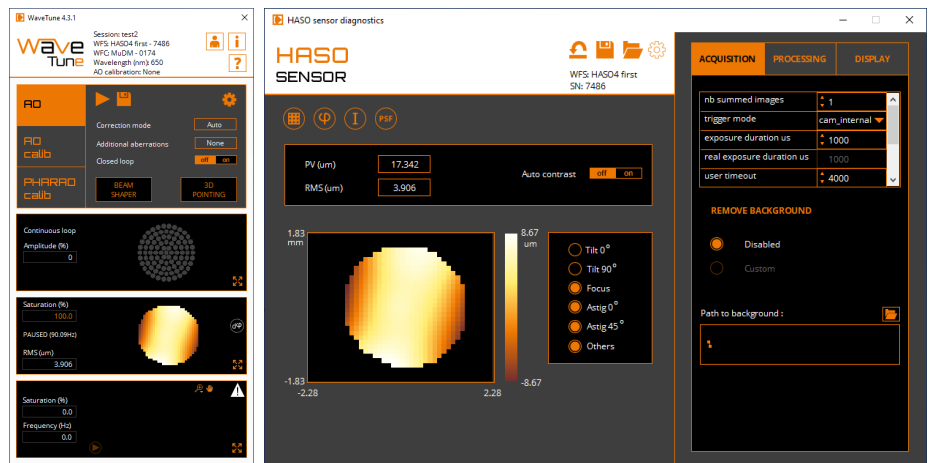 WaveTune 4.3.1
Wave
Tune
Session: test2
WFS: HASO4 first - 7486
WFC: MuDM - 0174
Wavelength (nm): 650
AO calibration: None
i
?
AO
AO
calib
PHARAO
calib
Correction mode
Auto
Additional aberrations
None
Closed loop
off on
BEAM
SHAPER
3D
POINTING
Continuous loop
Amplitude (%)
0
Saturation (%)
100.0
PAUSED (90.09Hz)
RMS (um)
3.906
Saturation (%)
0.0
Frequency (Hz)
0.0
HASO sensor diagnostics
HASO
SENSOR
WFS: HASO4 first
SN: 7486
φ
I
PSF
PV (um)
17.342
RMS (um)
3.906
Auto contrast
off on
1.83
mm
-1.83
-2.28
2.28
8.67
um
-8.67
Tilt 0°
Tilt 90°
Focus
Astig 0°
Astig 45°
Others
ACQUISITION PROCESSING DISPLAY
nb summed images 1
trigger mode cam_internal
exposure duration us 1000
real exposure duration us 1000
user timeout 4000
REMOVE BACKGROUND
Disabled
Custom
Path to background :